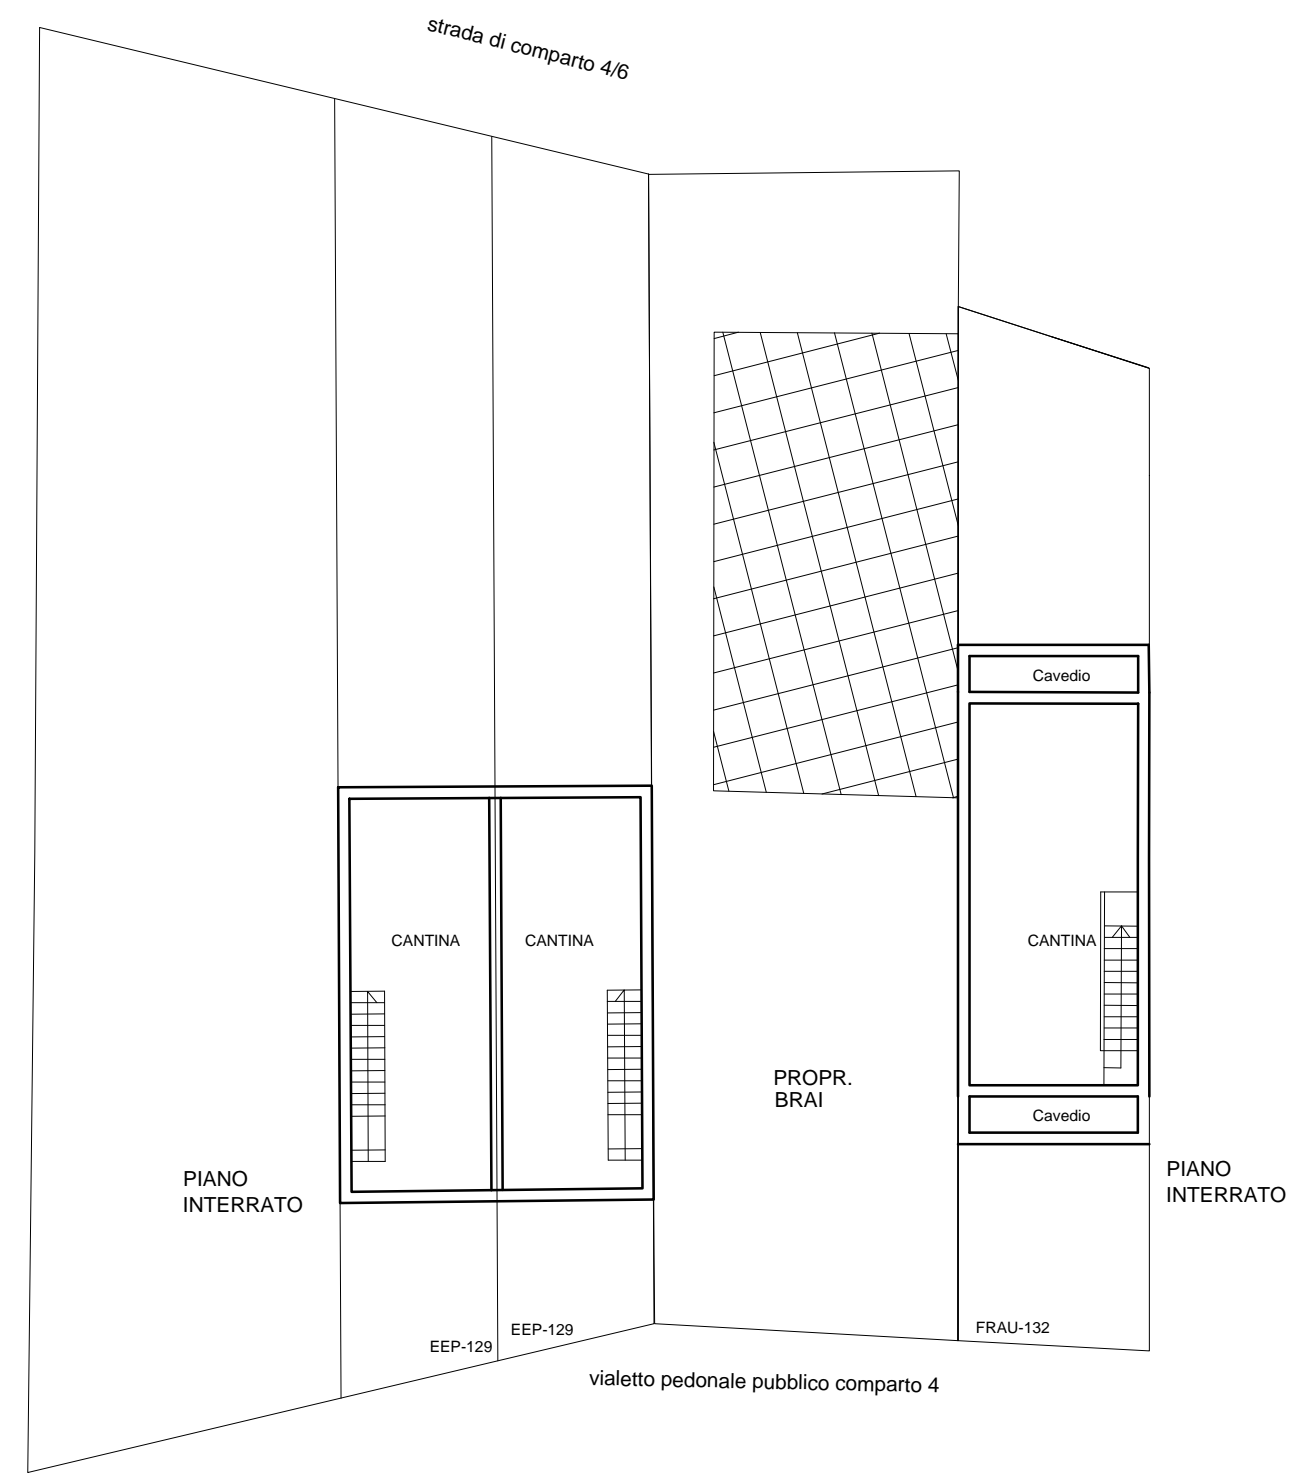 strada di comparto 4/6
Cavedio
CANTINA
CANTINA
CANTINA
PROPR.
BRAI
Cavedio
PIANO
INTERRATO
PIANO
INTERRATO
EEP-129
EEP-129
FRAU-132
vialetto pedonale pubblico comparto 4